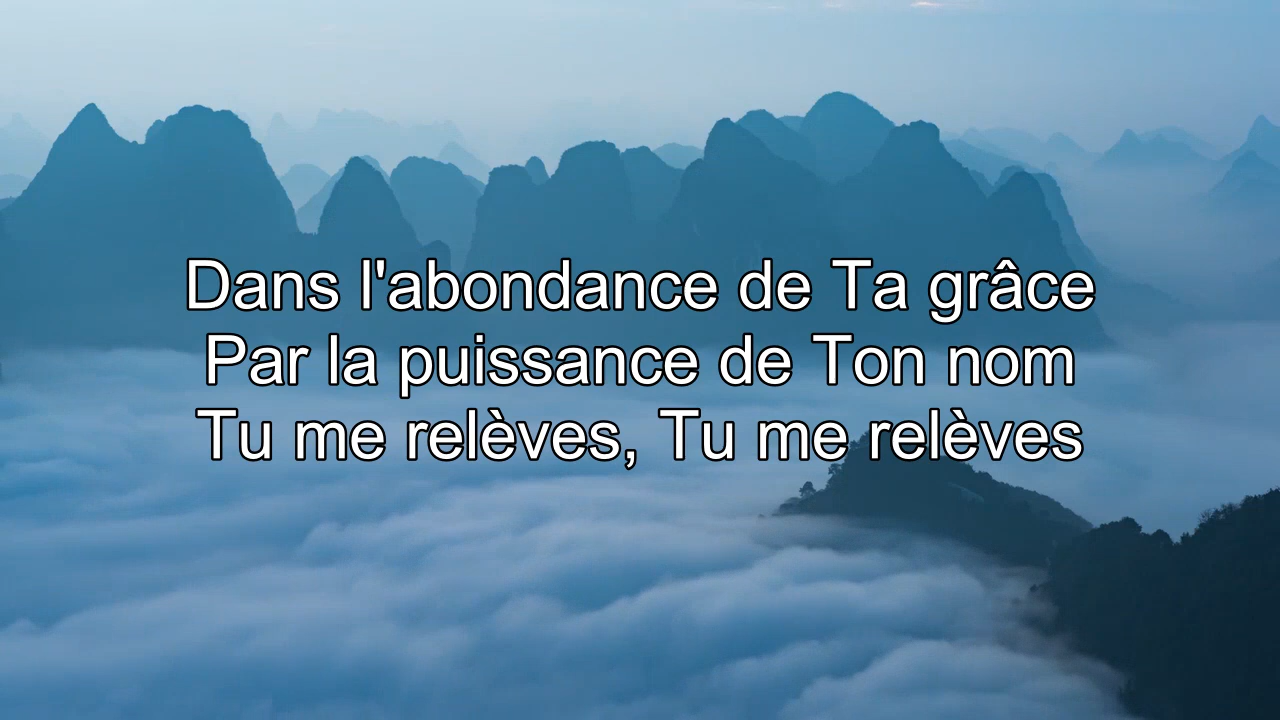 Dans l'abondance de Ta grâce
Par la puissance de Ton nom
Tu me relèves, Tu me relèves